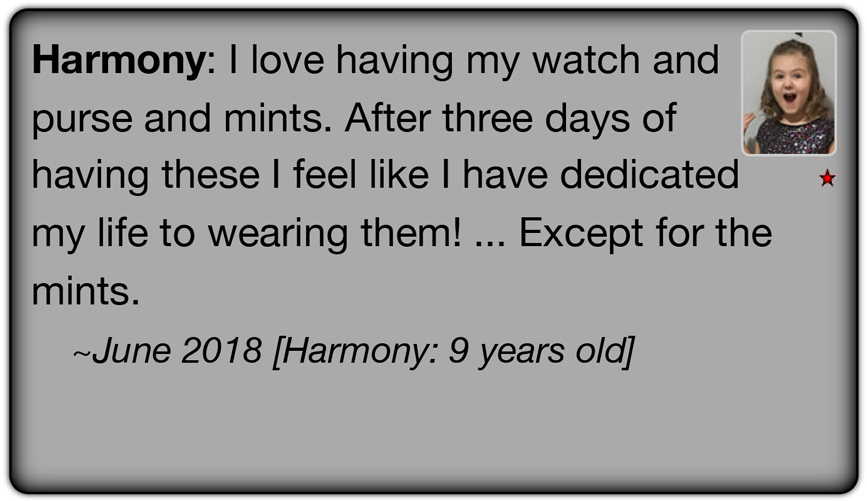 Harmony: I love having my watch and
purse and mints. After three days of
having these I feel like I have dedicated
my life to wearing them! ... Except for the
mints.
~June 2018 [Harmony: 9 years old]